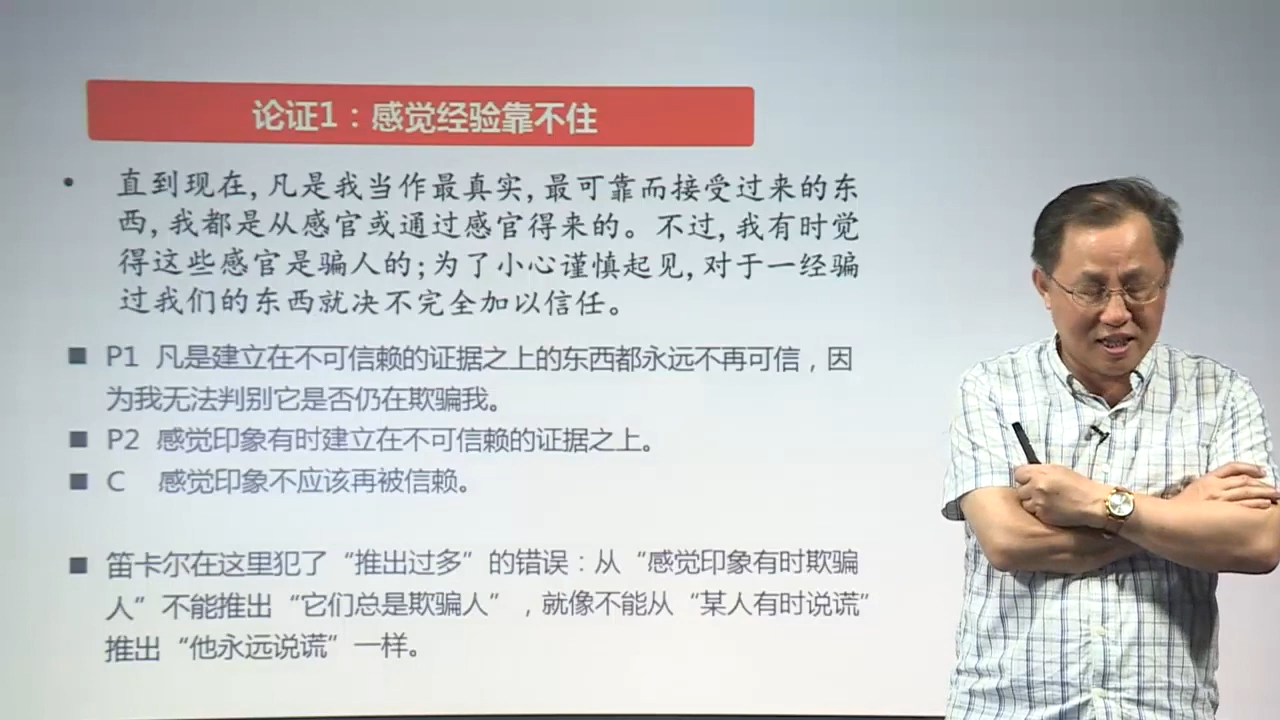 论证1：感觉经验靠不住
• 直到现在,凡是我当作最真实,最可靠而接受过来的东
西,我都是从感官或通过感官得来的。不过,我有时觉
得这些感官是骗人的;为了小心谨慎起见,对于一经骗
过我们的东西就决不完全加以信任。
■ P1 凡是建立在不可信赖的证据之上的东西都永远不再可信，因
为我无法判别它是否仍在欺骗我。
■ P2 感觉印象有时建立在不可信赖的证据之上。
■ C 感觉印象不应该再被信赖。
■ 笛卡尔在这里犯了“推出过多”的错误：从“感觉印象有时欺骗
人”不能推出“它们总是欺骗人”，就像不能从“某人有时说谎”
推出“他永远说谎”一样。